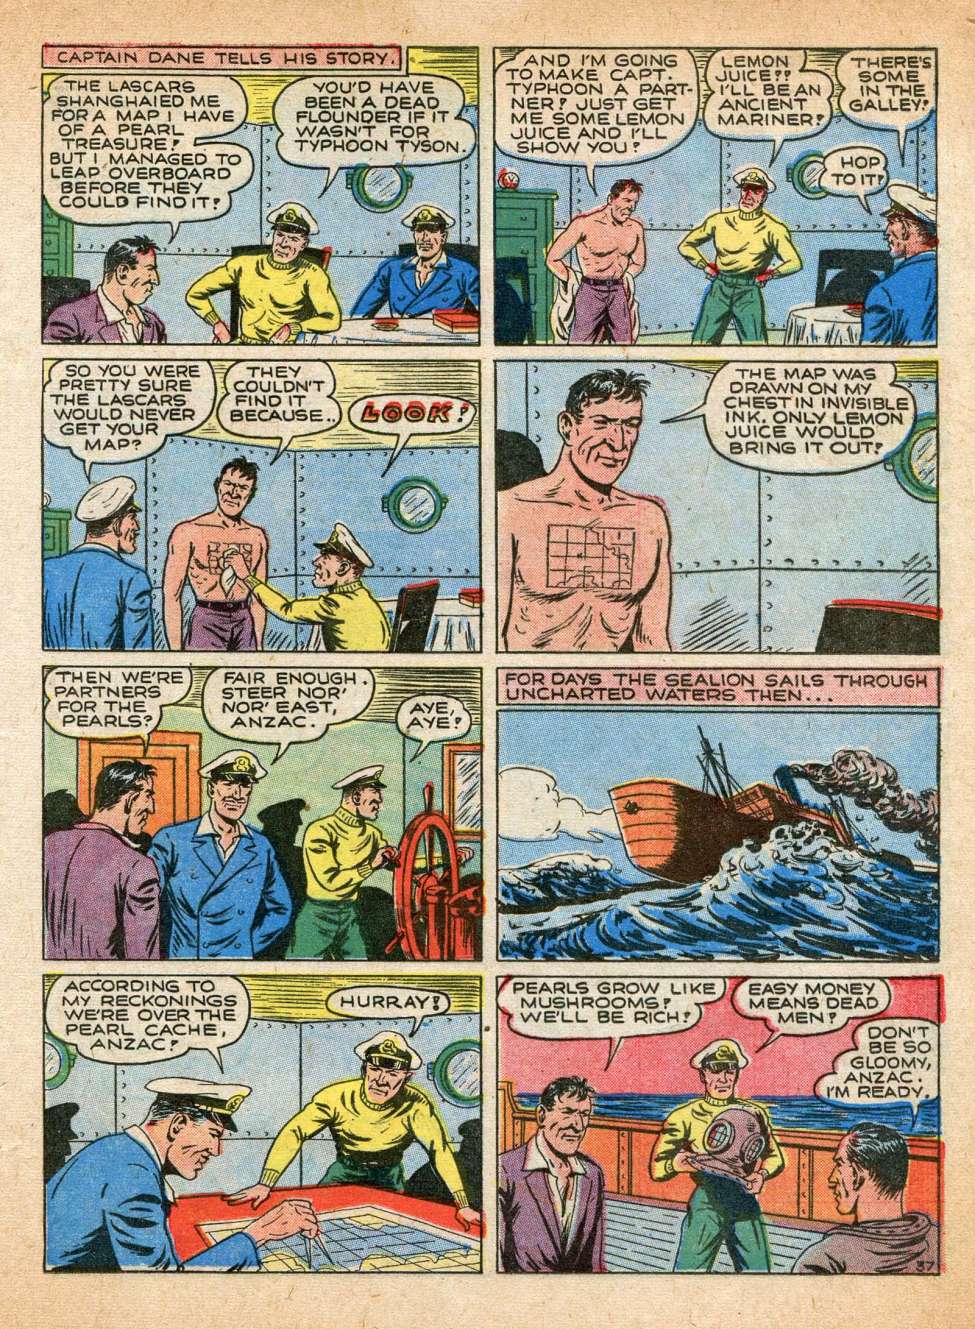 CAPTAIN DANE TELLS HIS STORY.
THE LASCARS
SHANGHAIED ME
FOR A MAP I HAVE
OF A PEARL
TREASURE!
BUT I MANAGED TO
LEAP OVERBOARD
BEFORE THEY
COULD FIND IT!
YOU'D HAVE
BEEN A DEAD
FLOUNDER IF IT
WASN'T FOR
TYPHOON TYSON.
AND I'M GOING
TO MAKE CAPT.
TYPHOON A PART-
NER! JUST GET
ME SOME LEMON
JUICE AND I'LL
SHOW YOU!
LEMON
JUICE??
I'LL BE AN
ANCIENT
MARINER!
THERE'S
SOME
IN THE
GALLEY!
HOP
TO IT!
SO YOU WERE
PRETTY SURE
THE LASCARS
WOULD NEVER
GET YOUR
MAP?
THEY
COULDN'T
FIND IT
BECAUSE..
LOOK!
THE MAP WAS
DRAWN ON MY
CHEST IN INVISIBLE
INK. ONLY LEMON
JUICE WOULD
BRING IT OUT!
THEN WE'RE
PARTNERS
FOR THE
PEARLS?
FAIR ENOUGH.
STEER NOR'
NOR' EAST,
ANZAC.
AYE,
AYE!
FOR DAYS THE SEALION SAILS THROUGH
UNCHARTED WATERS THEN...
ACCORDING TO
MY RECKONINGS
WE'RE OVER THE
PEARL CACHE,
ANZAC!
HURRAY!
PEARLS GROW LIKE
MUSHROOMS!
WE'LL BE RICH!
EASY MONEY
MEANS DEAD
MEN!
DON'T
BE SO
GLOOMY,
ANZAC.
I'M READY.
37